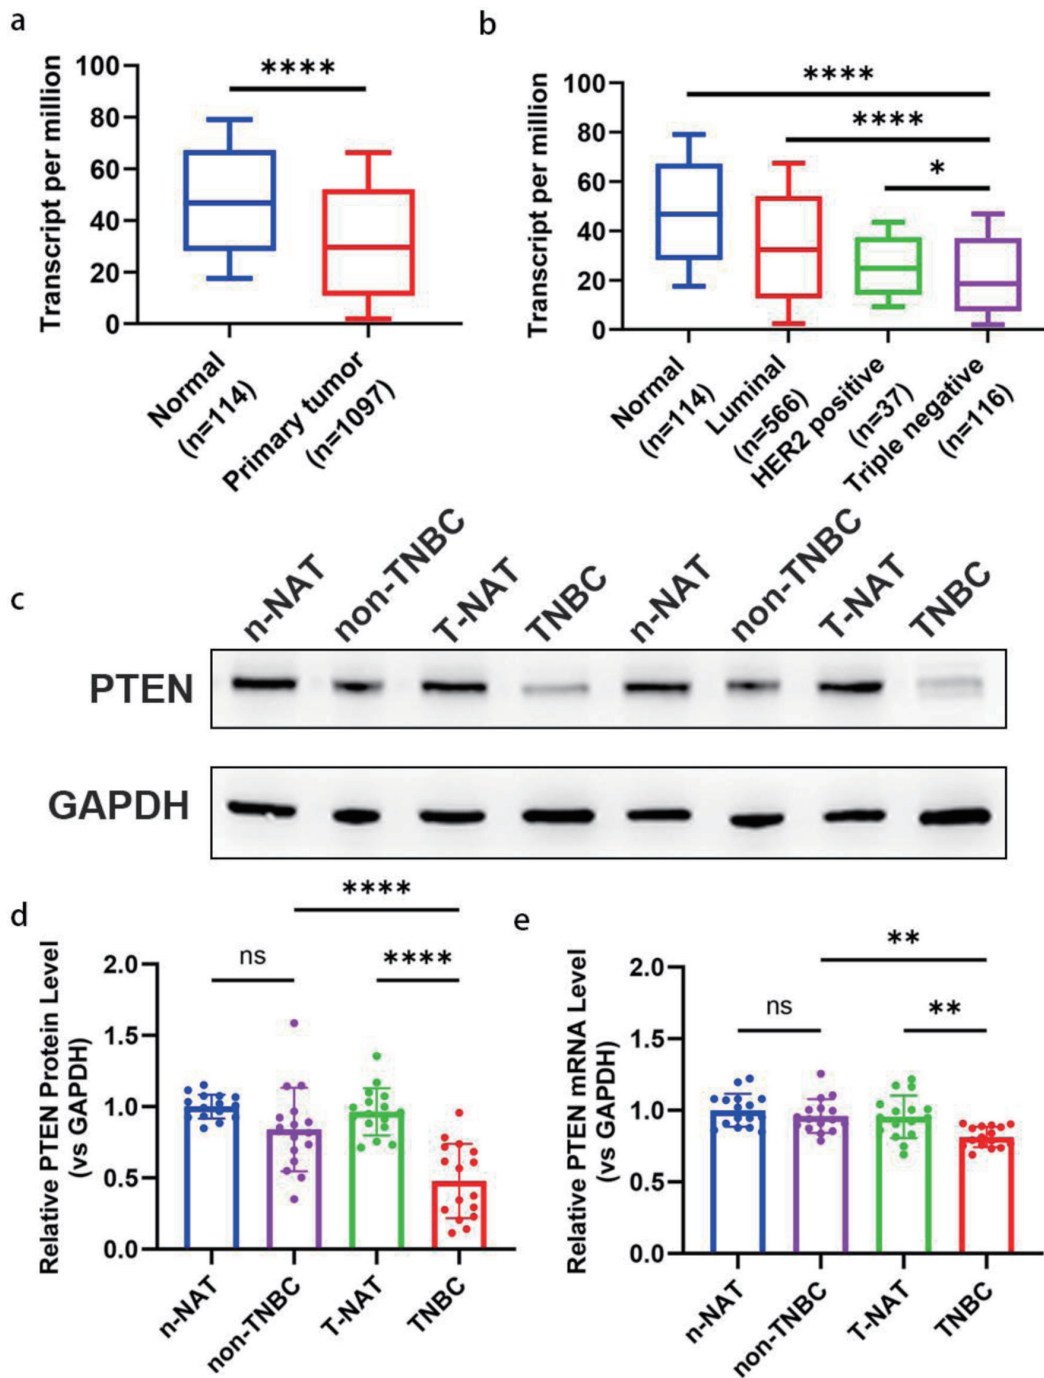 a
Transcript per million
100
80
60
40
20
0
****
Normal
(n=114)
Primary tumor
(n=1097)
b
Transcript per million
100
80
60
40
20
0
****
****
*
Normal
(n=114)
Luminal
(n=566)
HER2 positive
(n=37)
Triple negative
(n=116)
c
n-NAT
non-TNBC
T-NAT
TNBC
n-NAT
non-TNBC
T-NAT
TNBC
PTEN
GAPDH
d
Relative PTEN Protein Level
(vs GAPDH)
2.0
1.5
1.0
0.5
0.0
****
ns
****
n-NAT
non-TNBC
T-NAT
TNBC
e
Relative PTEN mRNA Level
(vs GAPDH)
2.0
1.5
1.0
0.5
0.0
**
ns
**
n-NAT
non-TNBC
T-NAT
TNBC